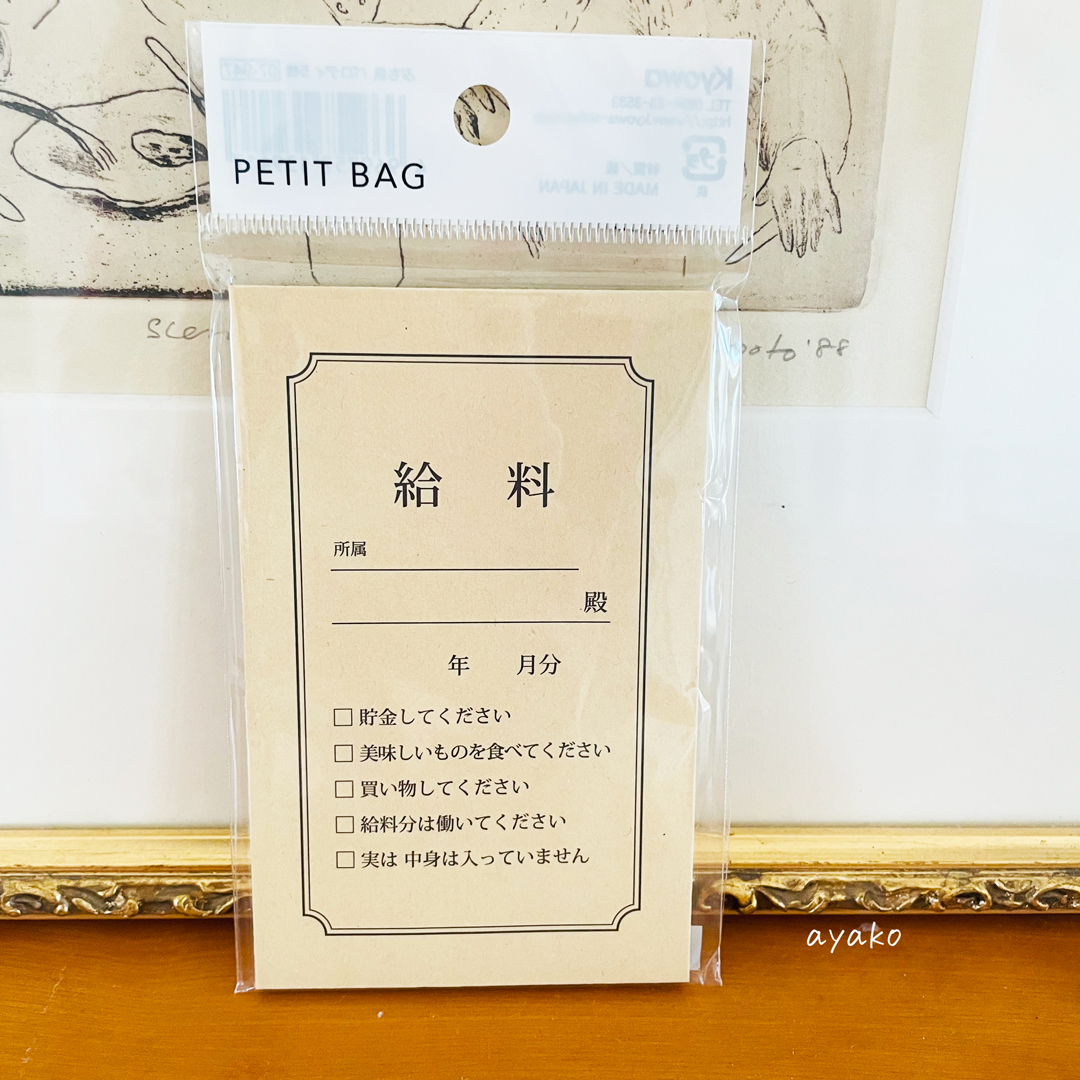 PETIT BAG
Kyowa
MADE IN JAPAN
給料
所属
殿
年 月分
□ 貯金してください
□ 美味しいものを食べてください
□ 買い物してください
□ 給料分は働いてください
□ 実は 中身は入っていません
ayako